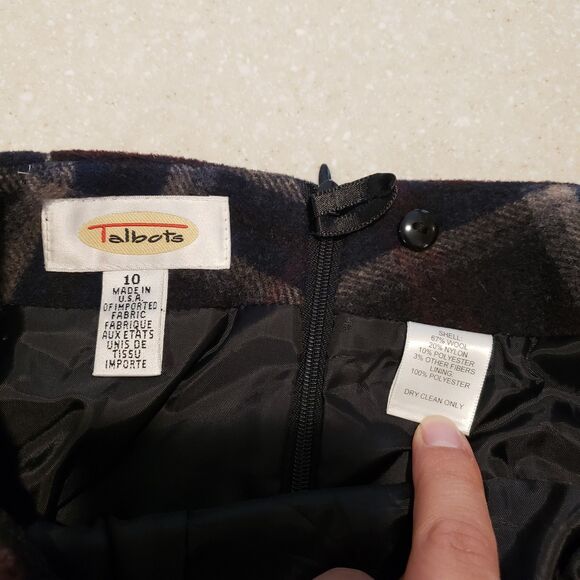 Talbots
10
MADE IN
U.S.A.
OF IMPORTED
FABRIC
FABRIQUE
AUX ETATS
UNIS DE
TISSU
IMPORTE
SHELL:
67% WOOL
20% NYLON
10% POLYESTER
3% OTHER FIBERS
LINING:
100% POLYESTER
DRY CLEAN ONLY